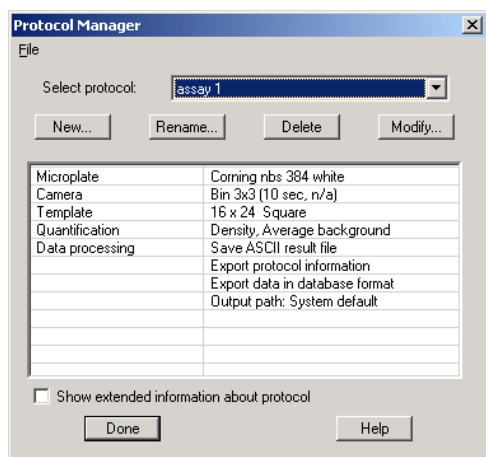 Protocol Manager
File
Select protocol: assay 1
New... Rename... Delete Modify...
Microplate Corning nbs 384 white
Camera Bin 3x3 (10 sec, n/a)
Template 16 x 24 Square
Quantification Density, Average background
Data processing Save ASCII result file
Export protocol information
Export data in database format
Output path: System default
Show extended information about protocol
Done Help